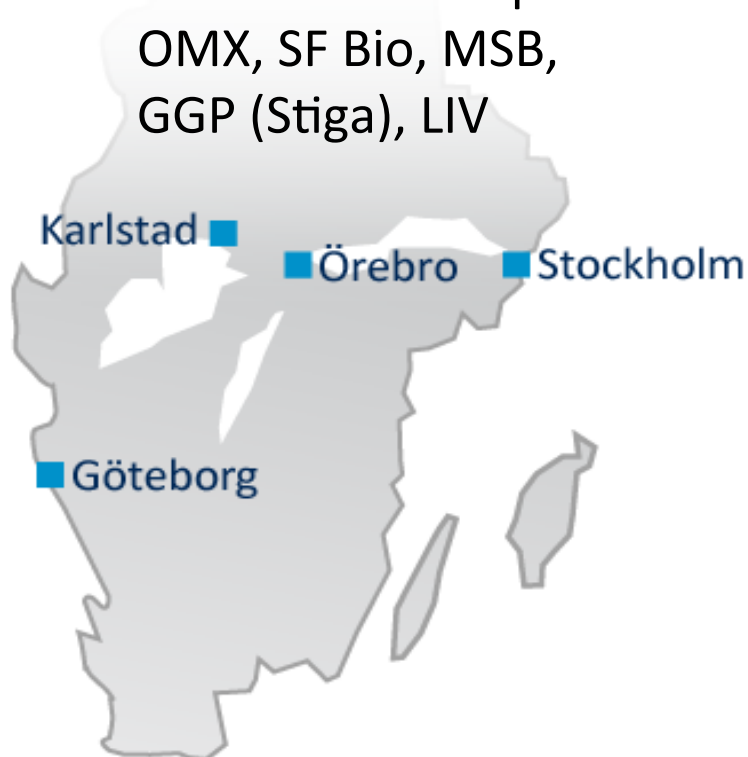 OMX, SF Bio, MSB,
GGP (Stiga), LIV
Karlstad
Örebro
Stockholm
Göteborg